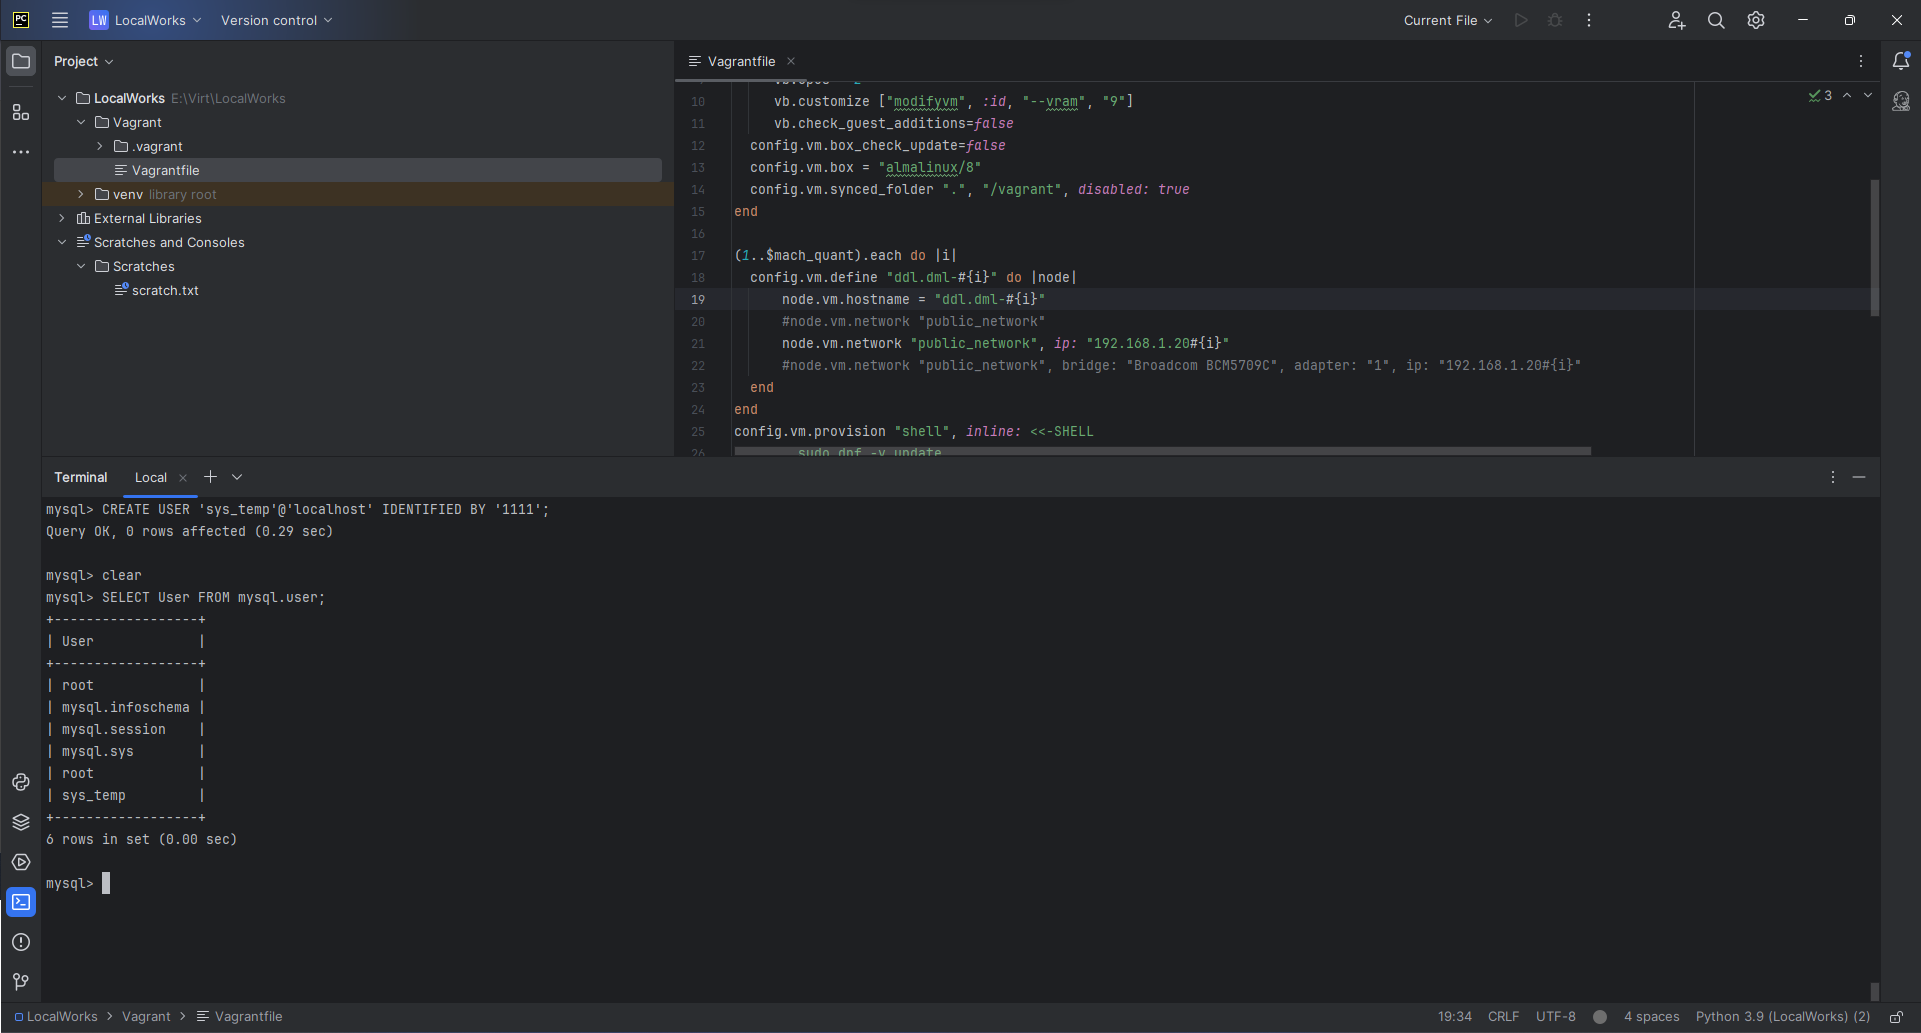 PC
LW LocalWorks
Version control
Current File
Project
LocalWorks E:\Virt\LocalWorks
Vagrant
.vagrant
Vagrantfile
venv library root
External Libraries
Scratches and Consoles
Scratches
scratch.txt
Vagrantfile
3
10 vb.customize ["modifyvm", :id, "--vram", "9"]
11 vb.check_guest_additions=false
12 config.vm.box_check_update=false
13 config.vm.box = "almalinux/8"
14 config.vm.synced_folder ".", "/vagrant", disabled: true
15 end
16
17 (1..$mach_quant).each do |i|
18 config.vm.define "ddl.dml-#{i}" do |node|
19 node.vm.hostname = "ddl.dml-#{i}"
20 #node.vm.network "public_network"
21 node.vm.network "public_network", ip: "192.168.1.20#{i}"
22 #node.vm.network "public_network", bridge: "Broadcom BCM5709C", adapter: "1", ip: "192.168.1.20#{i}"
23 end
24 end
25 config.vm.provision "shell", inline: <<-SHELL
26 sudo dnf -y update
Terminal
Local
mysql> CREATE USER 'sys_temp'@'localhost' IDENTIFIED BY '1111';
Query OK, 0 rows affected (0.29 sec)
mysql> clear
mysql> SELECT User FROM mysql.user;
+------------------+
| User             |
+------------------+
| root             |
| mysql.infoschema |
| mysql.session    |
| mysql.sys        |
| root             |
| sys_temp         |
+------------------+
6 rows in set (0.00 sec)
mysql>
LocalWorks > Vagrant > Vagrantfile
19:34
CRLF
UTF-8
4 spaces
Python 3.9 (LocalWorks) (2)